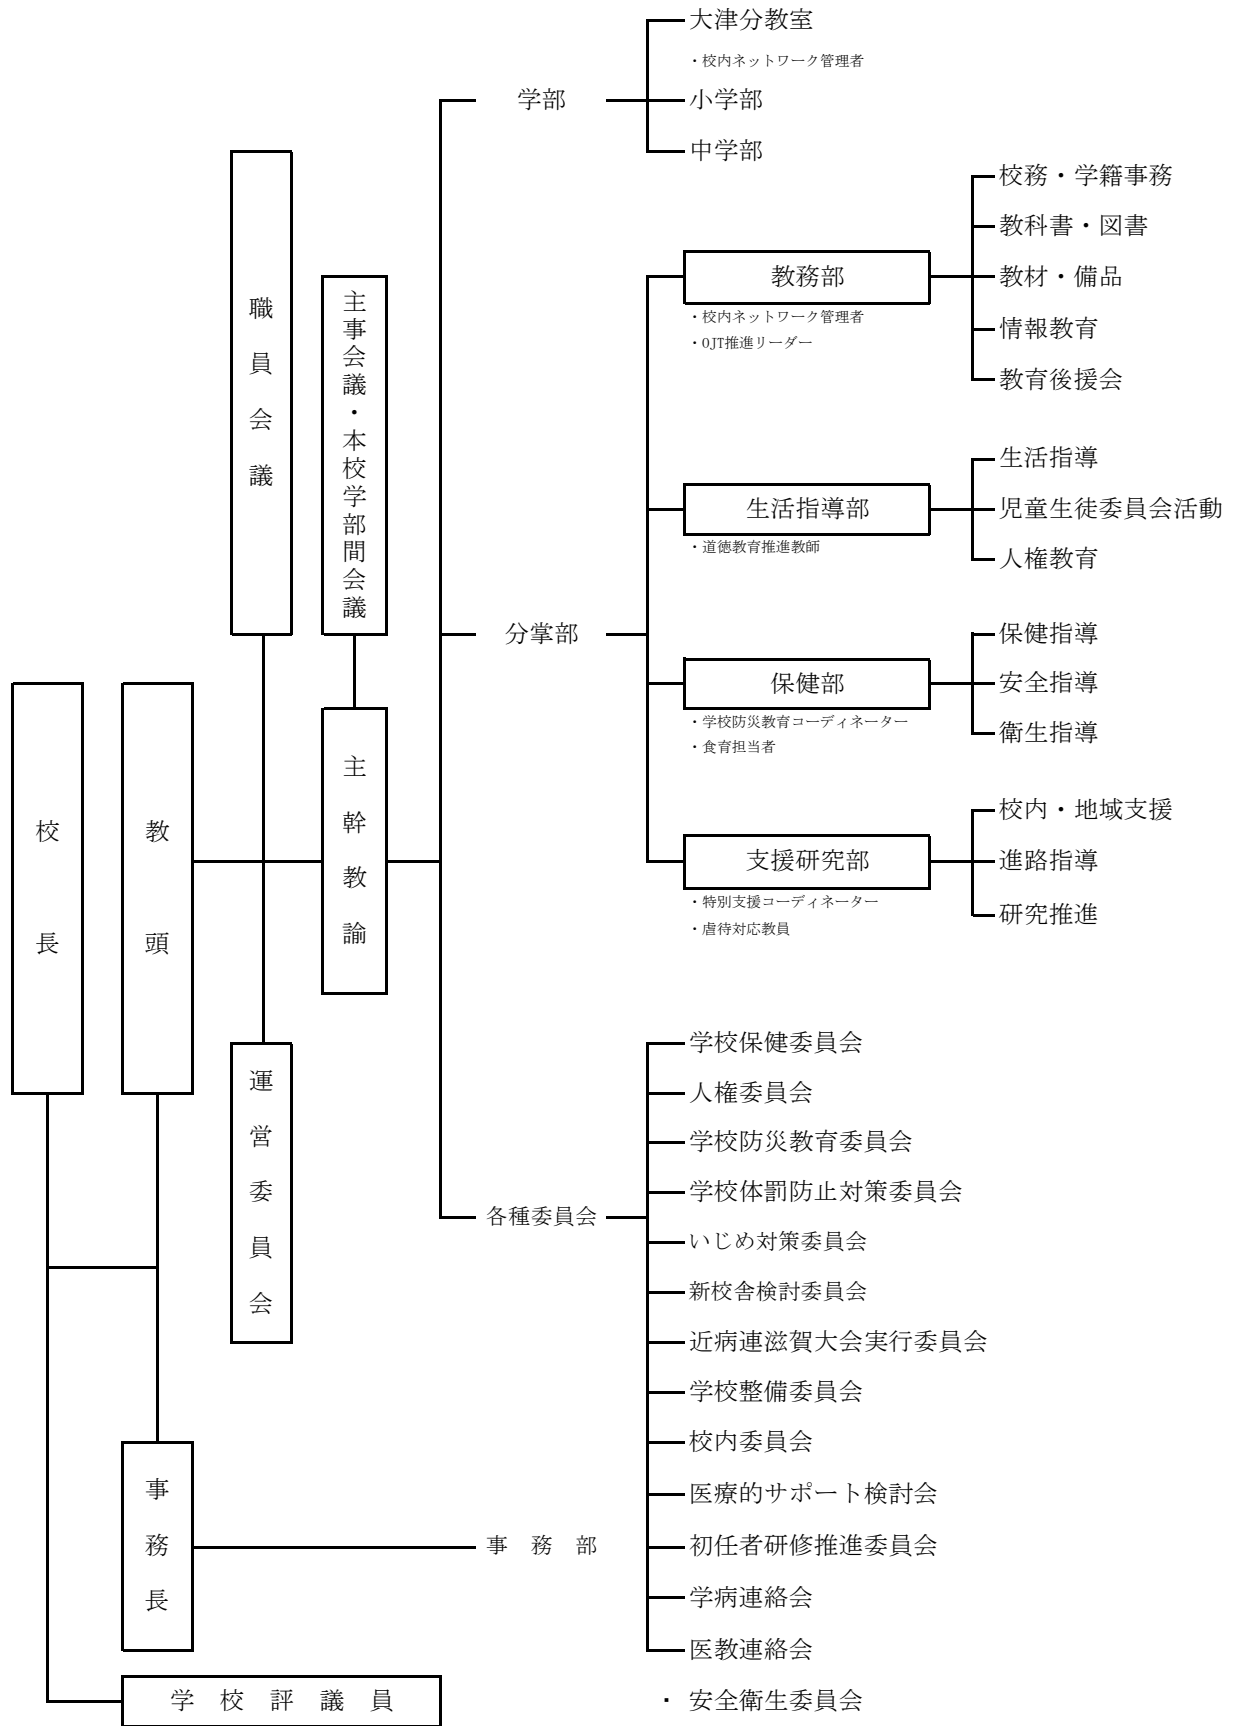 大津分教室
・校内ネットワーク管理者
学部
小学部
中学部
校務・学籍事務
教科書・図書
教務部
教材・備品
・校内ネットワーク管理者
・OJT推進リーダー
情報教育
教育後援会
職員会議
主事会議・本校学部間会議
生活指導
生活指導部
児童生徒委員会活動
・道徳教育推進教師
人権教育
分掌部
保健指導
保健部
安全指導
・学校防災教育コーディネーター
・食育担当者
衛生指導
校長
教頭
主幹教諭
校内・地域支援
支援研究部
進路指導
・特別支援コーディネーター
・虐待対応教員
研究推進
運営委員会
学校保健委員会
人権委員会
学校防災教育委員会
学校体罰防止対策委員会
各種委員会
いじめ対策委員会
新校舎検討委員会
近病連滋賀大会実行委員会
学校整備委員会
校内委員会
医療的サポート検討会
事務長
事 務 部
初任者研修推進委員会
学病連絡会
医教連絡会
学 校 評 議 員
・ 安全衛生委員会